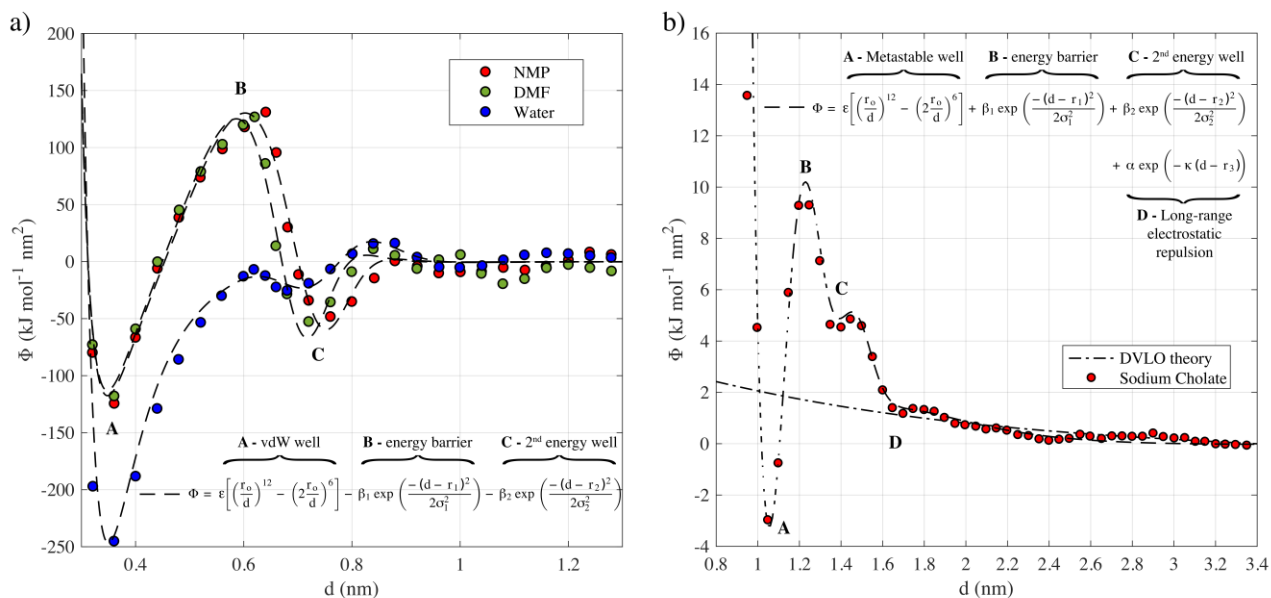 a)
200
150
100
50
0
-50
-100
-150
-200
-250
Φ (kJ mol⁻¹ nm²)
B
NMP
DMF
Water
A
C
A - vdW well
B - energy barrier
C - 2ⁿᵈ energy well
Φ = ε[(r₀/d)¹² − (2 r₀/d)⁶] − β₁ exp(−(d − r₁)²/2σ₁²) − β₂ exp(−(d − r₂)²/2σ₂²)
0.4 0.6 0.8 1 1.2
d (nm)
b)
16
14
12
10
8
6
4
2
0
-2
-4
Φ (kJ mol⁻¹ nm²)
A - Metastable well
B - energy barrier
C - 2ⁿᵈ energy well
Φ = ε[(r₀/d)¹² − (2 r₀/d)⁶] + β₁ exp(−(d − r₁)²/2σ₁²) + β₂ exp(−(d − r₂)²/2σ₂²)
+ α exp(− κ (d − r₃))
D - Long-range
electrostatic
repulsion
B
C
DVLO theory
Sodium Cholate
D
A
0.8 1 1.2 1.4 1.6 1.8 2 2.2 2.4 2.6 2.8 3 3.2 3.4
d (nm)